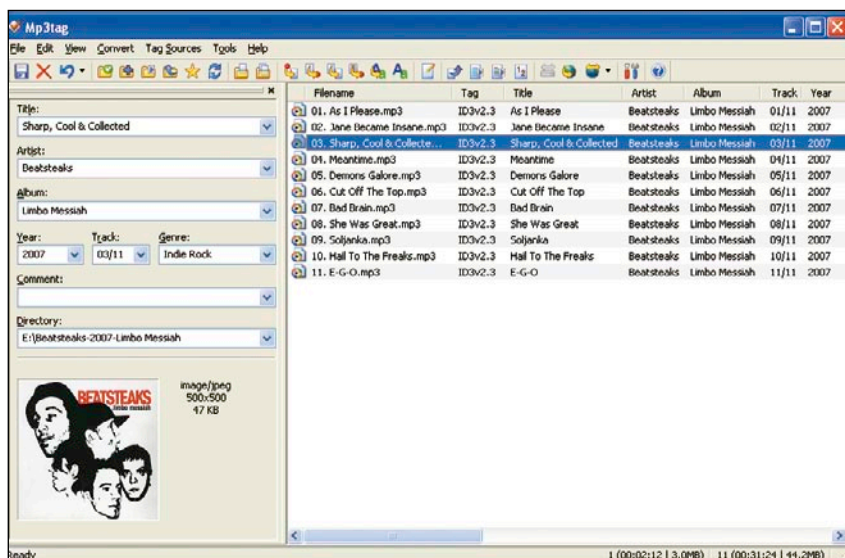 Mp3tag
File Edit View Convert Tag Sources Tools Help
Title:
Sharp, Cool & Collected
Artist:
Beatsteaks
Album:
Limbo Messiah
Year: Track: Genre:
2007 03/11 Indie Rock
Comment:
Directory:
E:\Beatsteaks-2007-Limbo Messiah
BEATSTEAKS
limbo messiah
image/jpeg
500x500
47 KB
Filename Tag Title Artist Album Track Year
01. As I Please.mp3 ID3v2.3 As I Please Beatsteaks Limbo Messiah 01/11 2007
02. Jane Became Insane.mp3 ID3v2.3 Jane Became Insane Beatsteaks Limbo Messiah 02/11 2007
03. Sharp, Cool & Collecte... ID3v2.3 Sharp, Cool & Collected Beatsteaks Limbo Messiah 03/11 2007
04. Meantime.mp3 ID3v2.3 Meantime Beatsteaks Limbo Messiah 04/11 2007
05. Demons Galore.mp3 ID3v2.3 Demons Galore Beatsteaks Limbo Messiah 05/11 2007
06. Cut Off The Top.mp3 ID3v2.3 Cut Off The Top Beatsteaks Limbo Messiah 06/11 2007
07. Bad Brain.mp3 ID3v2.3 Bad Brain Beatsteaks Limbo Messiah 07/11 2007
08. She Was Great.mp3 ID3v2.3 She Was Great Beatsteaks Limbo Messiah 08/11 2007
09. Soljanka.mp3 ID3v2.3 Soljanka Beatsteaks Limbo Messiah 09/11 2007
10. Hail To The Freaks.mp3 ID3v2.3 Hail To The Freaks Beatsteaks Limbo Messiah 10/11 2007
11. E-G-O.mp3 ID3v2.3 E-G-O Beatsteaks Limbo Messiah 11/11 2007
Ready 1 (00:02:12 | 3.0MB) 11 (00:31:24 | 44.2MB)